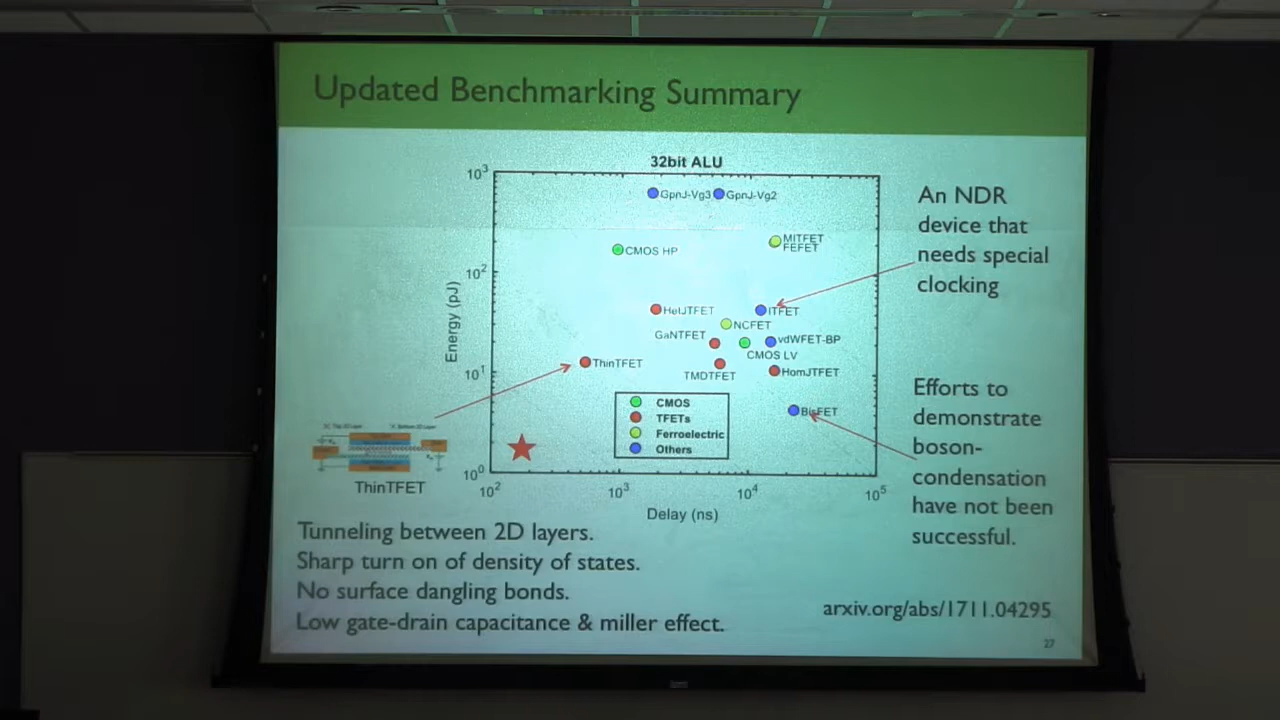 Updated Benchmarking Summary
32bit ALU
10³
10²
10¹
10⁰
Energy (pJ)
GpnJ-Vg3
GpnJ-Vg2
CMOS HP
MITFET
FEFET
HetJTFET
ITFET
NCFET
GaNTFET
vdWFET-BP
CMOS LV
ThinTFET
TMDTFET
HomJTFET
BisFET
CMOS
TFETs
Ferroelectric
Others
10²
10³
10⁴
10⁵
Delay (ns)
An NDR
device that
needs special
clocking
Efforts to
demonstrate
boson-
condensation
have not been
successful.
ThinTFET
Tunneling between 2D layers.
Sharp turn on of density of states.
No surface dangling bonds.
Low gate-drain capacitance & miller effect.
arxiv.org/abs/1711.04295
27